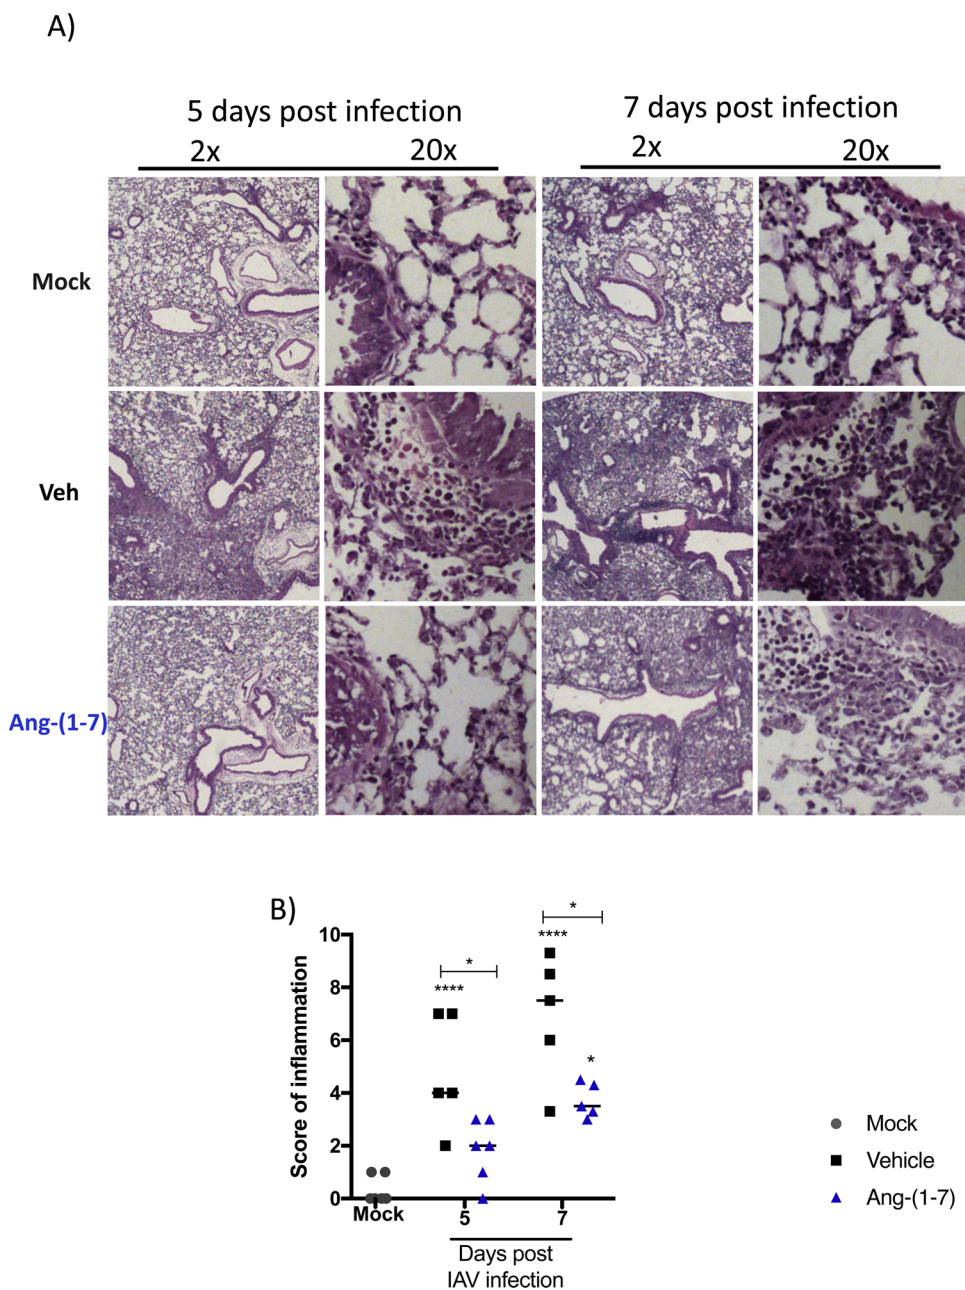 A)
5 days post infection
7 days post infection
2x
20x
2x
20x
Mock
Veh
Ang-(1-7)
B)
Score of inflammation
10
8
6
4
2
0
****
*
****
*
*
Mock
5
7
Days post
IAV infection
Mock
Vehicle
Ang-(1-7)